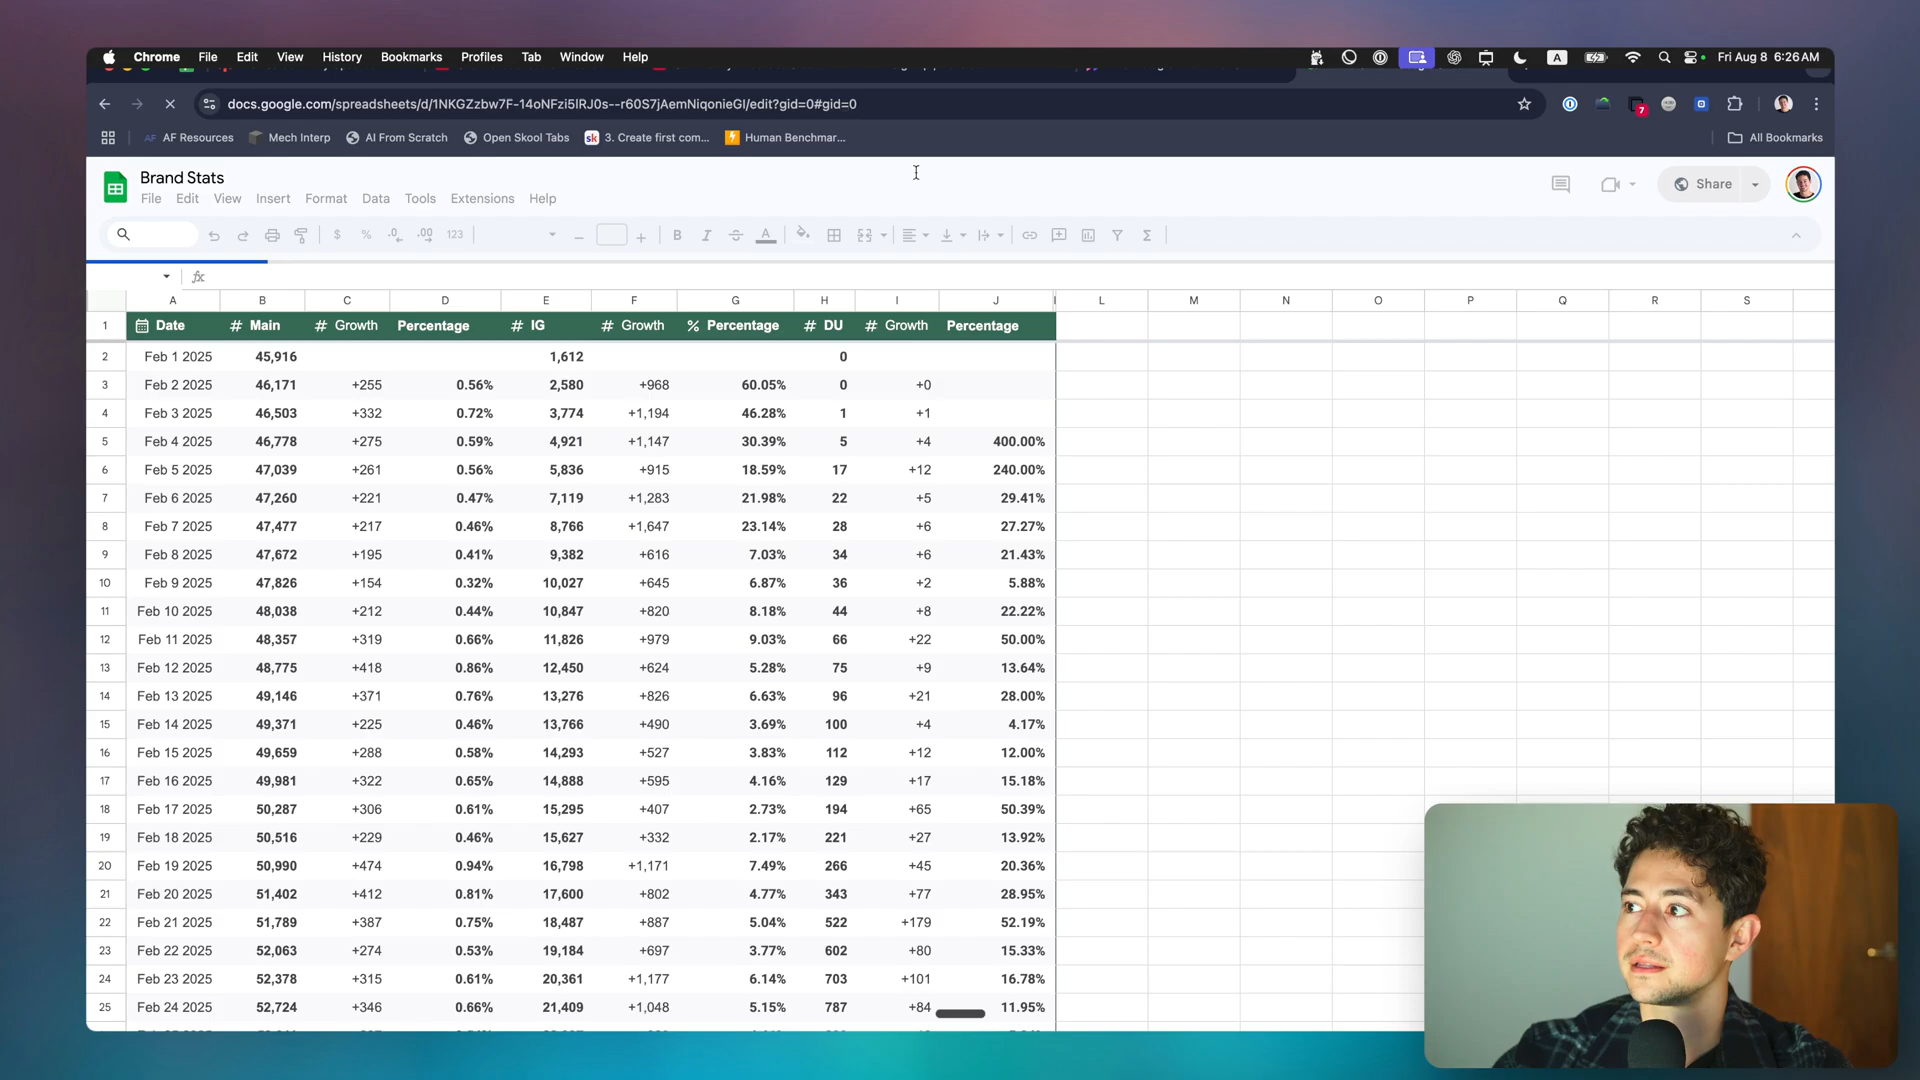 Chrome File Edit View History Bookmarks Profiles Tab Window Help A Fri Aug 8 6:26 AM
docs.google.com/spreadsheets/d/1NKGZzbw7F-14oNFzi5lRJ0s--r60S7jAemNiqonieGI/edit?gid=0#gid=0 7
AF AF Resources Mech Interp AI From Scratch Open Skool Tabs sk 3. Create first com... Human Benchmar... All Bookmarks
Brand Stats
File Edit View Insert Format Data Tools Extensions Help
Share
$ % .0 .00 123 B I A Σ
fx
A B C D E F G H I J L M N O P Q R S
1 Date # Main # Growth Percentage # IG # Growth % Percentage # DU # Growth Percentage
2 Feb 1 2025 45,916 1,612 0
3 Feb 2 2025 46,171 +255 0.56% 2,580 +968 60.05% 0 +0
4 Feb 3 2025 46,503 +332 0.72% 3,774 +1,194 46.28% 1 +1
5 Feb 4 2025 46,778 +275 0.59% 4,921 +1,147 30.39% 5 +4 400.00%
6 Feb 5 2025 47,039 +261 0.56% 5,836 +915 18.59% 17 +12 240.00%
7 Feb 6 2025 47,260 +221 0.47% 7,119 +1,283 21.98% 22 +5 29.41%
8 Feb 7 2025 47,477 +217 0.46% 8,766 +1,647 23.14% 28 +6 27.27%
9 Feb 8 2025 47,672 +195 0.41% 9,382 +616 7.03% 34 +6 21.43%
10 Feb 9 2025 47,826 +154 0.32% 10,027 +645 6.87% 36 +2 5.88%
11 Feb 10 2025 48,038 +212 0.44% 10,847 +820 8.18% 44 +8 22.22%
12 Feb 11 2025 48,357 +319 0.66% 11,826 +979 9.03% 66 +22 50.00%
13 Feb 12 2025 48,775 +418 0.86% 12,450 +624 5.28% 75 +9 13.64%
14 Feb 13 2025 49,146 +371 0.76% 13,276 +826 6.63% 96 +21 28.00%
15 Feb 14 2025 49,371 +225 0.46% 13,766 +490 3.69% 100 +4 4.17%
16 Feb 15 2025 49,659 +288 0.58% 14,293 +527 3.83% 112 +12 12.00%
17 Feb 16 2025 49,981 +322 0.65% 14,888 +595 4.16% 129 +17 15.18%
18 Feb 17 2025 50,287 +306 0.61% 15,295 +407 2.73% 194 +65 50.39%
19 Feb 18 2025 50,516 +229 0.46% 15,627 +332 2.17% 221 +27 13.92%
20 Feb 19 2025 50,990 +474 0.94% 16,798 +1,171 7.49% 266 +45 20.36%
21 Feb 20 2025 51,402 +412 0.81% 17,600 +802 4.77% 343 +77 28.95%
22 Feb 21 2025 51,789 +387 0.75% 18,487 +887 5.04% 522 +179 52.19%
23 Feb 22 2025 52,063 +274 0.53% 19,184 +697 3.77% 602 +80 15.33%
24 Feb 23 2025 52,378 +315 0.61% 20,361 +1,177 6.14% 703 +101 16.78%
25 Feb 24 2025 52,724 +346 0.66% 21,409 +1,048 5.15% 787 +84 11.95%